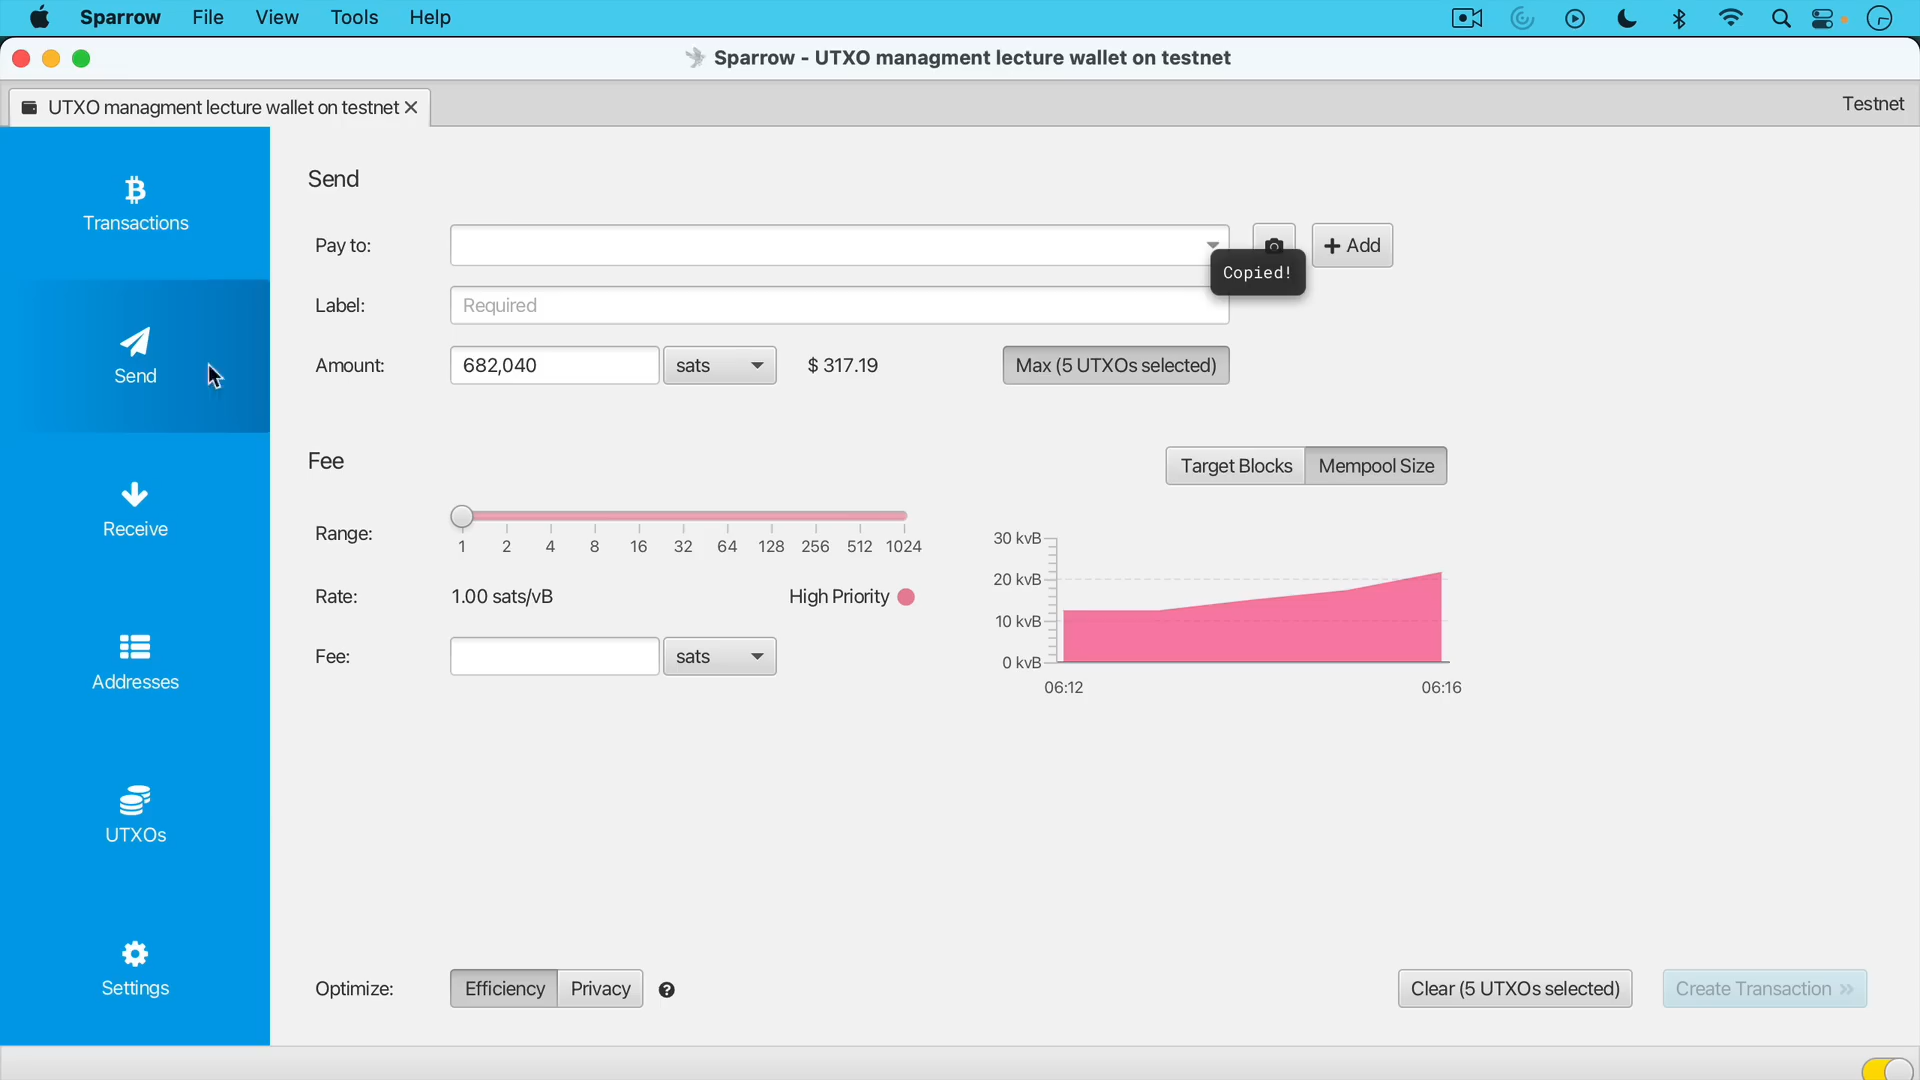 Sparrow File View Tools Help
Sparrow - UTXO managment lecture wallet on testnet
UTXO managment lecture wallet on testnet
Testnet
Transactions
Send
Receive
Addresses
UTXOs
Settings
Send
Pay to:
Add
Copied!
Label: Required
Amount: 682,040 sats $ 317.19 Max (5 UTXOs selected)
Fee
Target Blocks Mempool Size
Range:
1 2 4 8 16 32 64 128 256 512 1024
Rate: 1.00 sats/vB High Priority
Fee: sats
30 kvB
20 kvB
10 kvB
0 kvB
06:12 06:16
Optimize: Efficiency Privacy ?
Clear (5 UTXOs selected) Create Transaction »